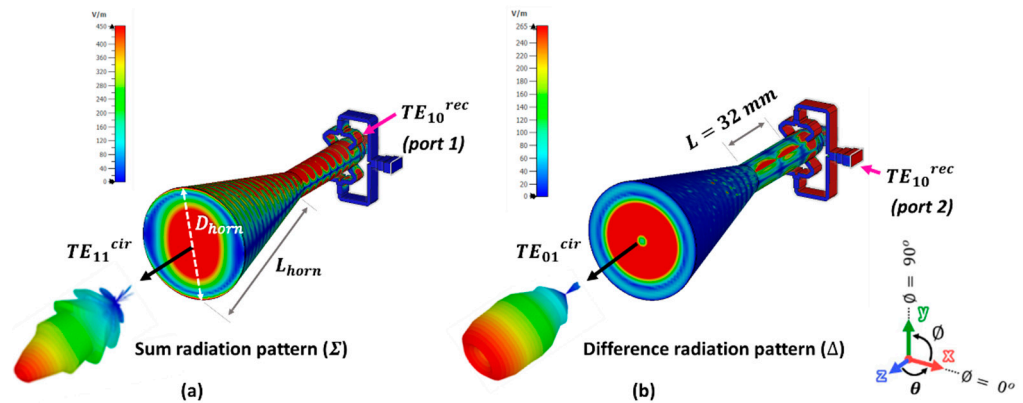 V/m
450
400
360
320
280
240
200
160
120
80
40
0
TE₁₀ʳᵉᶜ
(port 1)
D_horn
L_horn
TE₁₁ᶜⁱʳ
Sum radiation pattern (Σ)
(a)
V/m
265
240
220
200
180
160
140
120
100
80
60
40
20
0
L = 32 mm
TE₁₀ʳᵉᶜ
(port 2)
TE₀₁ᶜⁱʳ
Difference radiation pattern (Δ)
(b)
Ø = 90°
y
Ø
x
z
θ
Ø = 0°